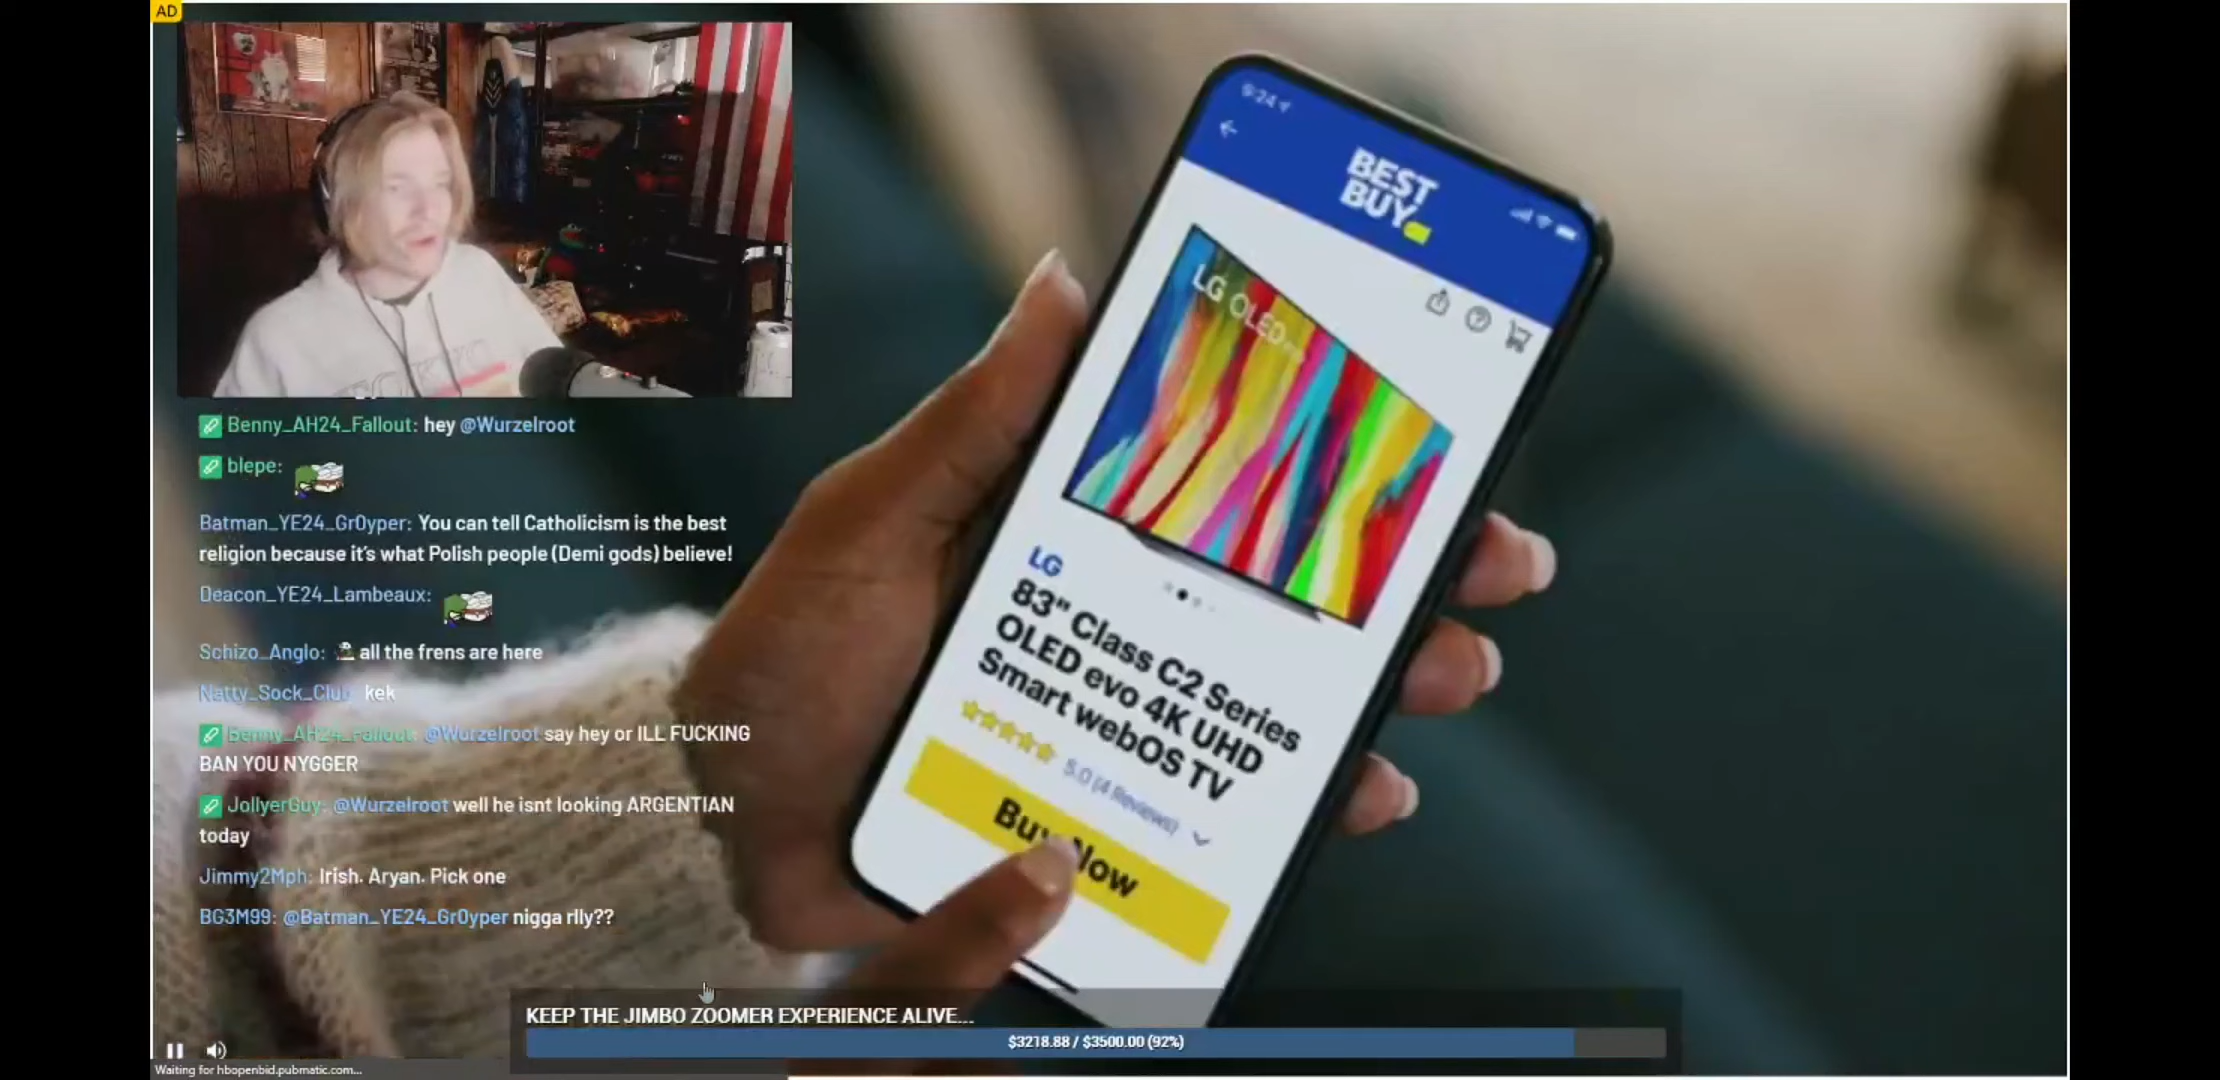 AD
Benny_AH24_Fallout: hey @Wurzelroot
blepe:
Batman_YE24_Gr0yper: You can tell Catholicism is the best
religion because it's what Polish people (Demi gods) believe!
Deacon_YE24_Lambeaux:
Schizo_Anglo: all the frens are here
Natty_Sock_Club: kek
Benny_AH24_Fallout: @Wurzelroot say hey or ILL FUCKING
BAN YOU NYGGER
JollyerGuy: @Wurzelroot well he isnt looking ARGENTIAN
today
Jimmy2Mph: Irish. Aryan. Pick one
BG3M99: @Batman_YE24_Gr0yper nigga rlly??
9:24
BEST
BUY
LG OLED
LG
83" Class C2 Series
OLED evo 4K UHD
Smart webOS TV
5.0 (4 Reviews)
Buy Now
KEEP THE JIMBO ZOOMER EXPERIENCE ALIVE...
$3218.88 / $3500.00 (92%)
Waiting for hbopenbid.pubmatic.com...